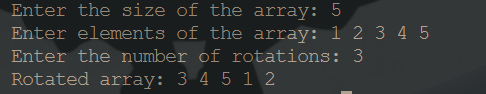 Enter the size of the array: 5
Enter elements of the array: 1 2 3 4 5
Enter the number of rotations: 3
Rotated array: 3 4 5 1 2